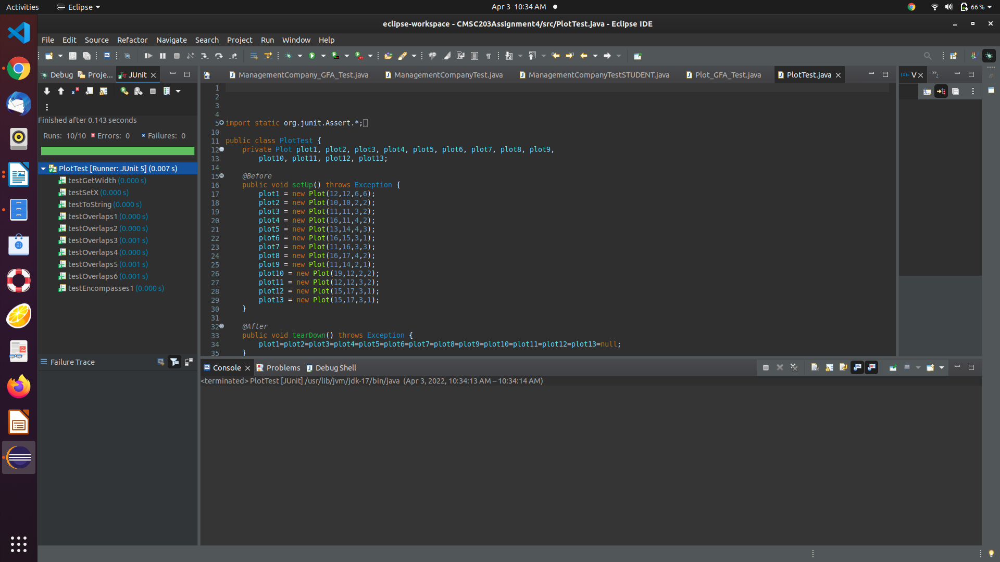 Activities Eclipse Apr 3 10:34 AM 66 %
eclipse-workspace - CMSC203Assignment4/src/PlotTest.java - Eclipse IDE
File Edit Source Refactor Navigate Search Project Run Window Help
Debug Proje... JUnit
ManagementCompany_GFA_Test.java ManagementCompanyTest.java ManagementCompanyTestSTUDENT.java Plot_GFA_Test.java PlotTest.java
(x)= V
Finished after 0.143 seconds
Runs: 10/10 Errors: 0 Failures: 0
PlotTest [Runner: JUnit 5] (0.007 s)
testGetWidth (0.000 s)
testSetX (0.000 s)
testToString (0.000 s)
testOverlaps1 (0.000 s)
testOverlaps2 (0.000 s)
testOverlaps3 (0.001 s)
testOverlaps4 (0.000 s)
testOverlaps5 (0.001 s)
testOverlaps6 (0.001 s)
testEncompasses1 (0.000 s)
Failure Trace
1
2
3
4
5 import static org.junit.Assert.*;
10
11 public class PlotTest {
12 private Plot plot1, plot2, plot3, plot4, plot5, plot6, plot7, plot8, plot9,
13 plot10, plot11, plot12, plot13;
14
15 @Before
16 public void setUp() throws Exception {
17 plot1 = new Plot(12,12,6,6);
18 plot2 = new Plot(10,10,2,2);
19 plot3 = new Plot(11,11,3,2);
20 plot4 = new Plot(16,11,4,2);
21 plot5 = new Plot(13,14,4,3);
22 plot6 = new Plot(16,15,3,1);
23 plot7 = new Plot(11,16,3,3);
24 plot8 = new Plot(16,17,4,2);
25 plot9 = new Plot(11,14,2,1);
26 plot10 = new Plot(19,12,2,2);
27 plot11 = new Plot(12,12,3,2);
28 plot12 = new Plot(15,17,3,1);
29 plot13 = new Plot(15,17,3,1);
30 }
31
32 @After
33 public void tearDown() throws Exception {
34 plot1=plot2=plot3=plot4=plot5=plot6=plot7=plot8=plot9=plot10=plot11=plot12=plot13=null;
35 }
Console Problems Debug Shell
<terminated> PlotTest [JUnit] /usr/lib/jvm/jdk-17/bin/java (Apr 3, 2022, 10:34:13 AM – 10:34:14 AM)